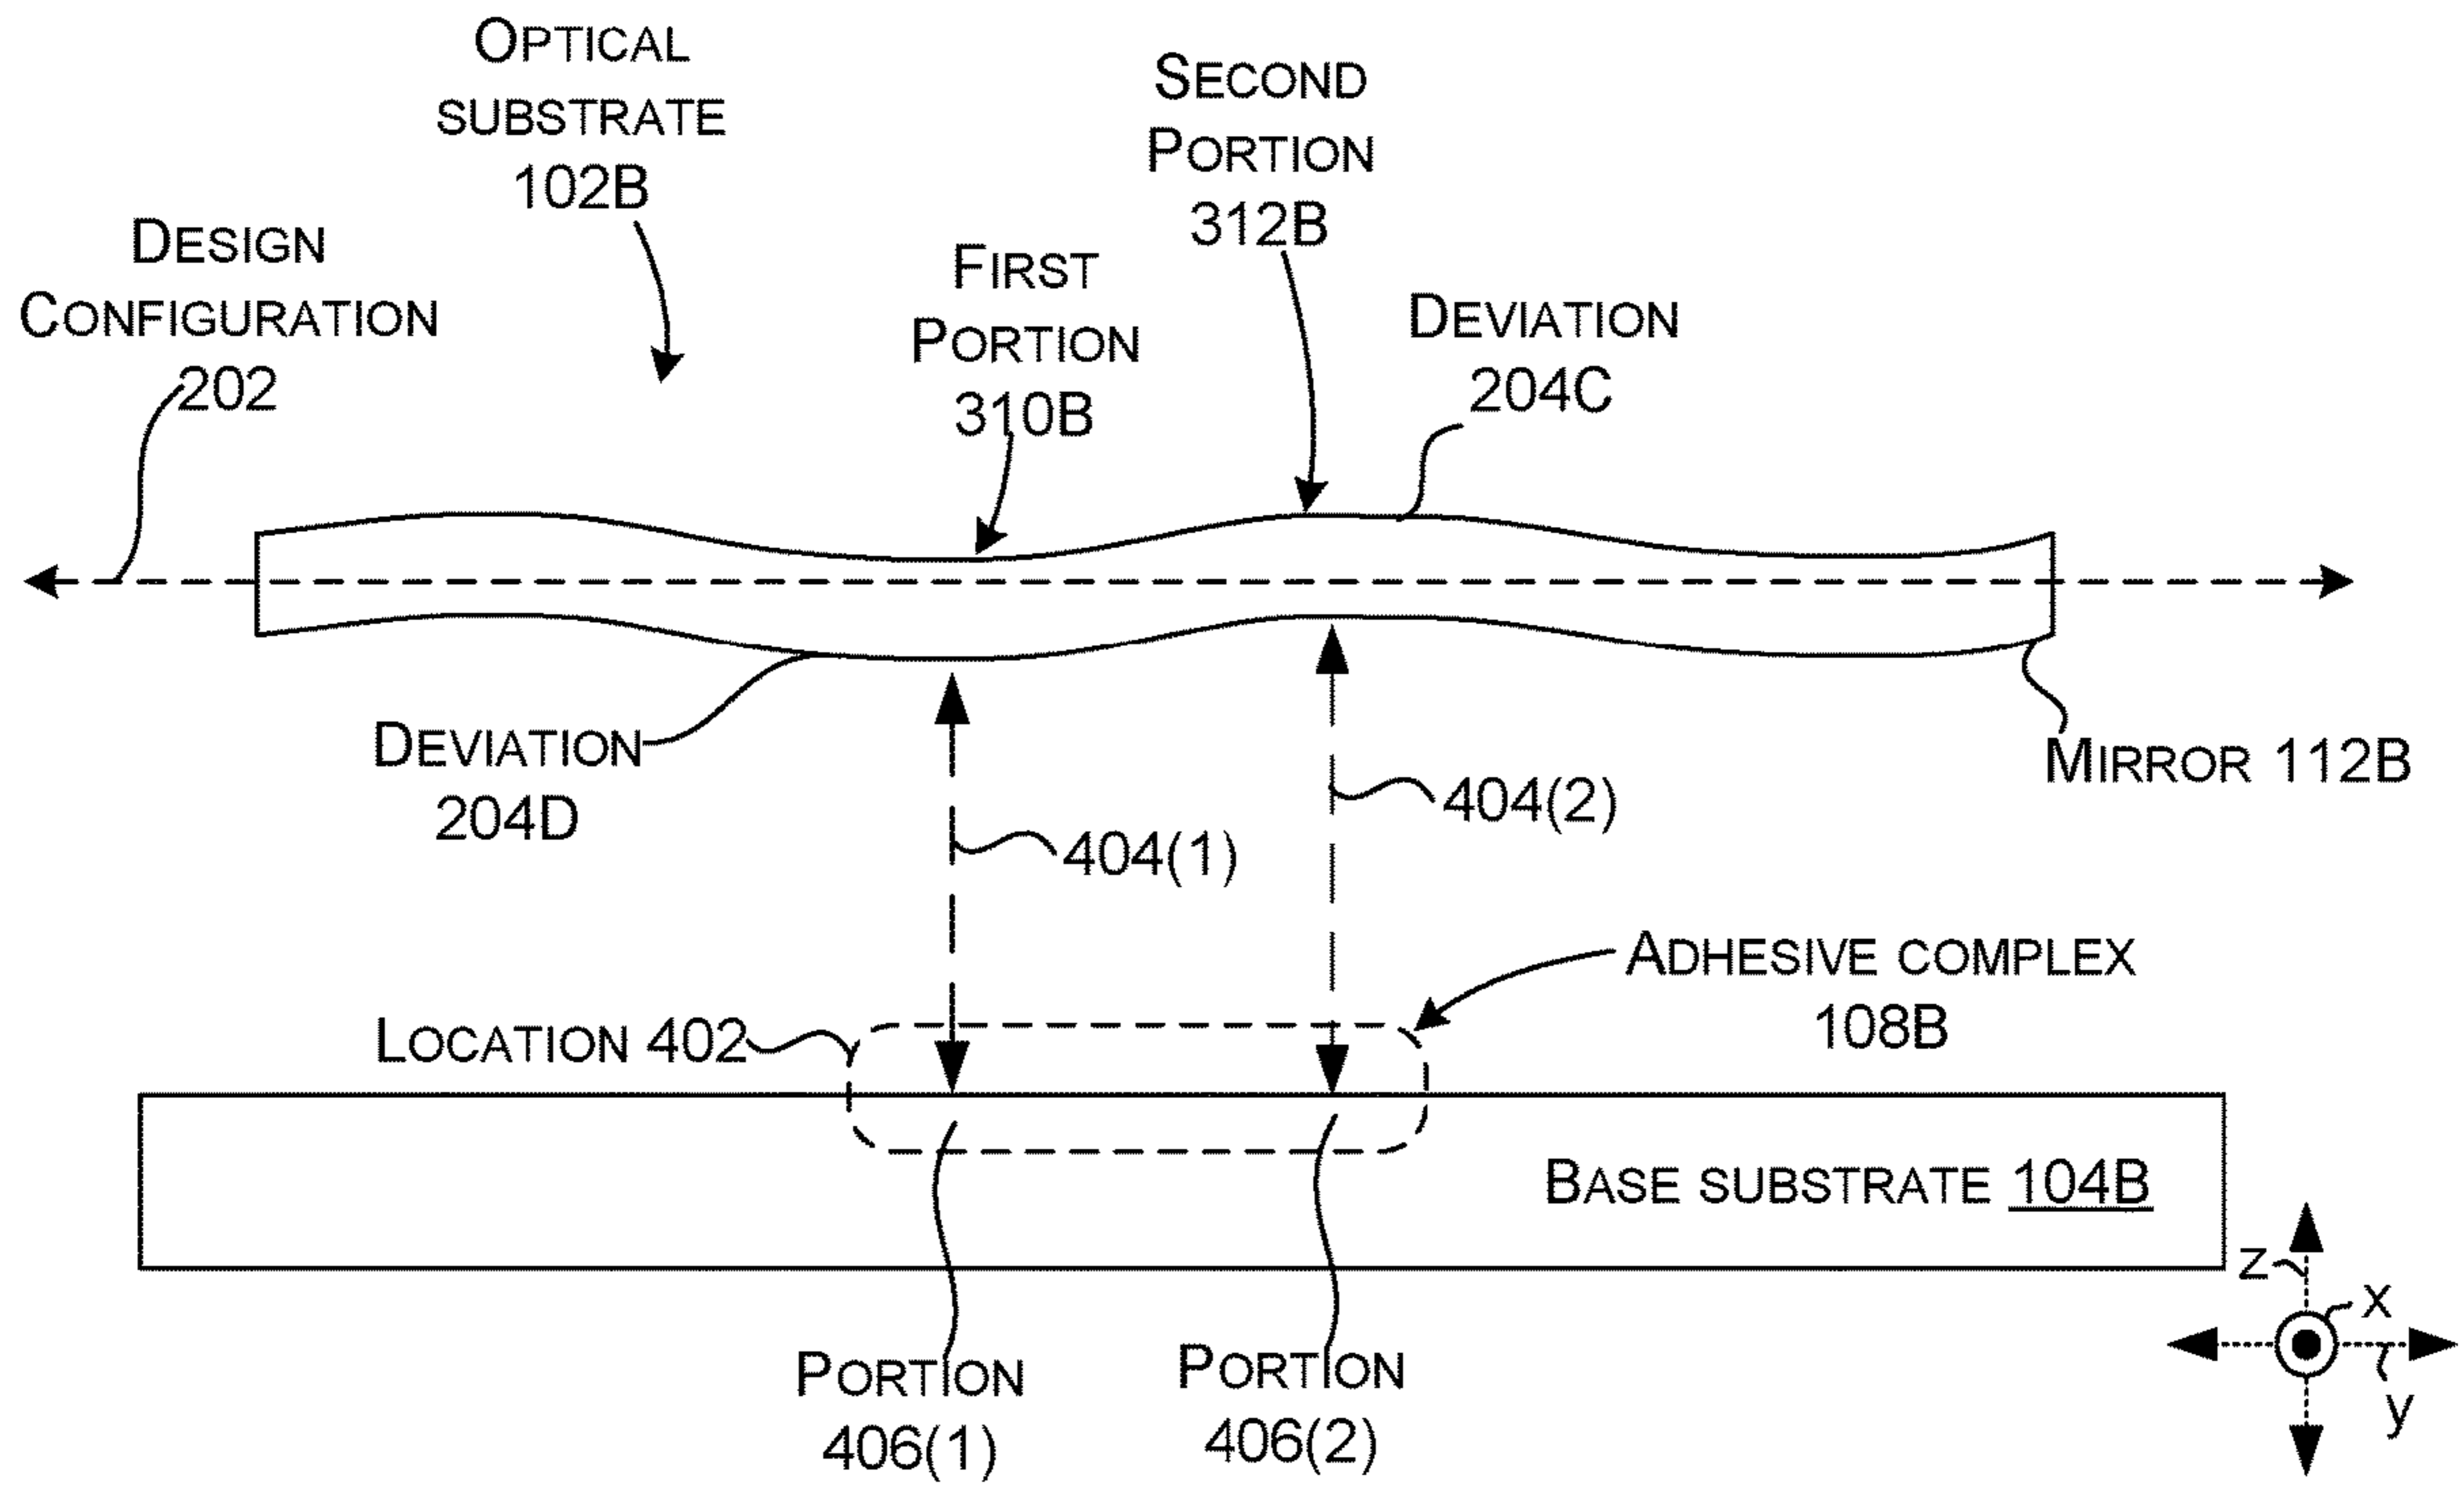 Optical
substrate
102B
Second
Portion
312B
Design
Configuration
202
First
Portion
310B
Deviation
204C
Deviation
204D
Mirror 112B
404(1)
404(2)
Adhesive complex
108B
Location 402
Base substrate 104B
Portion
406(1)
Portion
406(2)
z
x
y